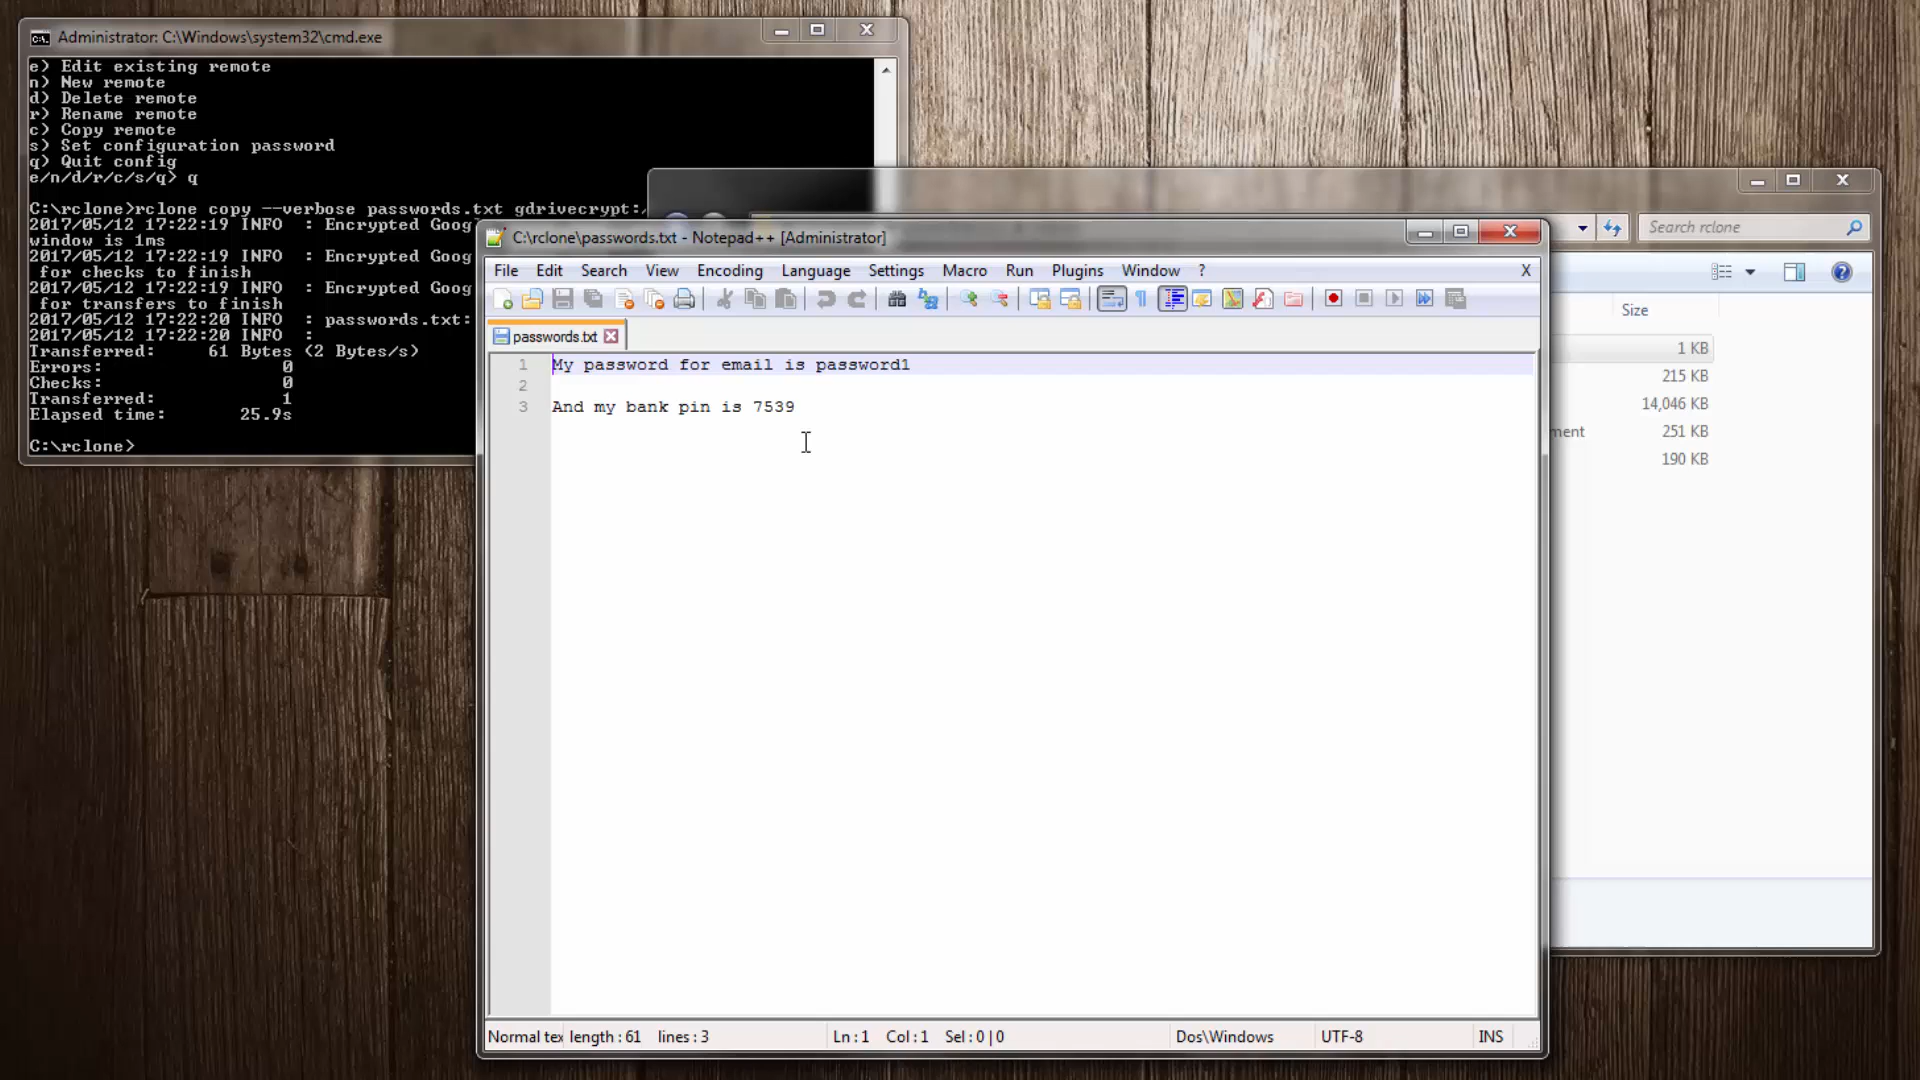 Administrator: C:\Windows\system32\cmd.exe
e) Edit existing remote
n) New remote
d) Delete remote
r) Rename remote
c) Copy remote
s) Set configuration password
q) Quit config
e/n/d/r/c/s/q> q
C:\rclone>rclone copy --verbose passwords.txt gdrivecrypt:/
2017/05/12 17:22:19 INFO  : Encrypted Goog
window is 1ms
2017/05/12 17:22:19 INFO  : Encrypted Goog
for checks to finish
2017/05/12 17:22:19 INFO  : Encrypted Goog
for transfers to finish
2017/05/12 17:22:20 INFO  : passwords.txt:
2017/05/12 17:22:20 INFO  :
Transferred:      61 Bytes (2 Bytes/s)
Errors:                 0
Checks:                 0
Transferred:            1
Elapsed time:       25.9s
C:\rclone>
Search rclone
Size
1 KB
215 KB
14,046 KB
ment 251 KB
190 KB
C:\rclone\passwords.txt - Notepad++ [Administrator]
File Edit Search View Encoding Language Settings Macro Run Plugins Window ? X
passwords.txt
1 My password for email is password1
2
3 And my bank pin is 7539
Normal tex length : 61 lines : 3 Ln : 1 Col : 1 Sel : 0 | 0 Dos\Windows UTF-8 INS